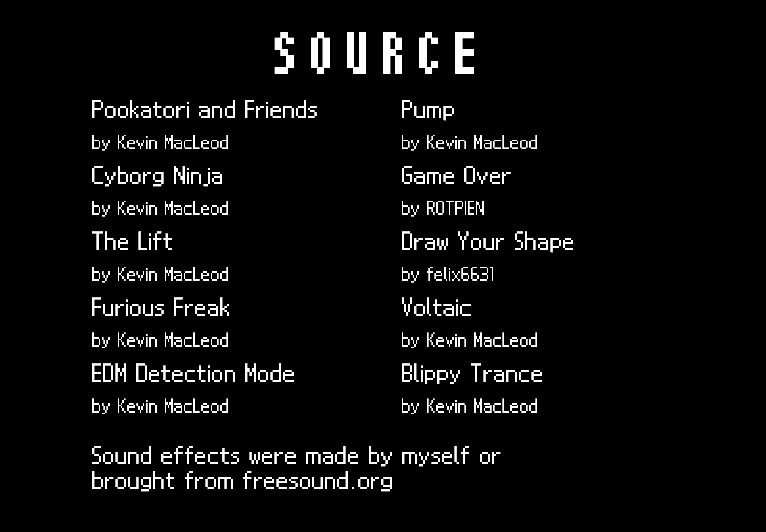 SOURCE
Pookatori and Friends
by Kevin MacLeod
Cyborg Ninja
by Kevin MacLeod
The Lift
by Kevin MacLeod
Furious Freak
by Kevin MacLeod
EDM Detection Mode
by Kevin MacLeod
Pump
by Kevin MacLeod
Game Over
by ROTPIEN
Draw Your Shape
by felix6631
Voltaic
by Kevin MacLeod
Blippy Trance
by Kevin MacLeod
Sound effects were made by myself or
brought from freesound.org